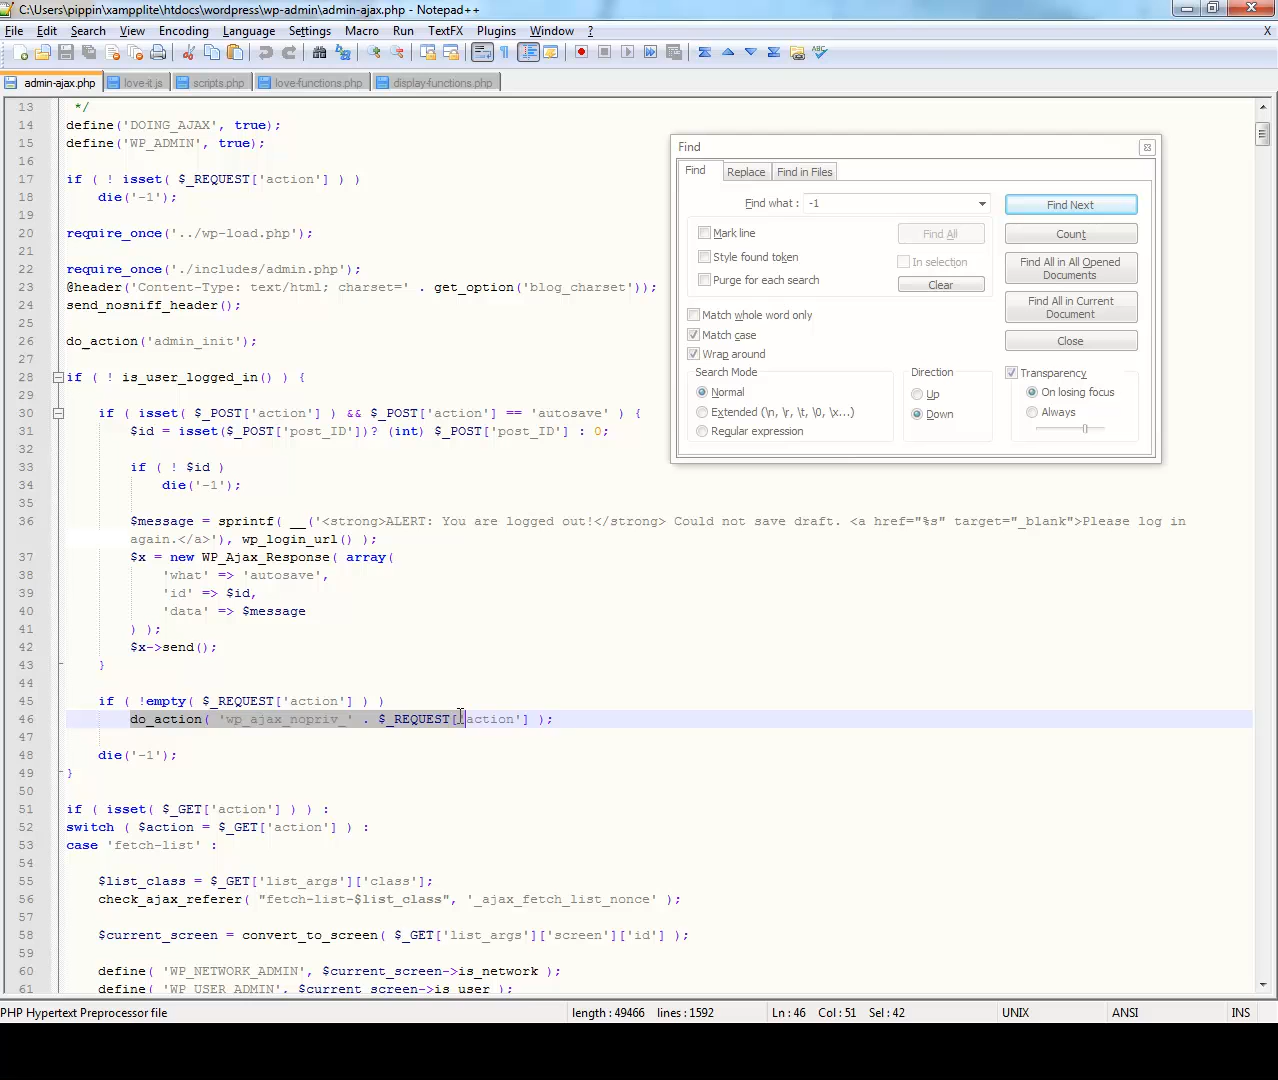 C:\Users\pippin\xampplite\htdocs\wordpress\wp-admin\admin-ajax.php - Notepad++
File Edit Search View Encoding Language Settings Macro Run TextFX Plugins Window ? X
admin-ajax.php love-it.js scripts.php love-functions.php display-functions.php
13 */
14 define('DOING_AJAX', true);
15 define('WP_ADMIN', true);
16
17 if ( ! isset( $_REQUEST['action'] ) )
18 die('-1');
19
20 require_once('../wp-load.php');
21
22 require_once('./includes/admin.php');
23 @header('Content-Type: text/html; charset=' . get_option('blog_charset'));
24 send_nosniff_header();
25
26 do_action('admin_init');
27
28 if ( ! is_user_logged_in() ) {
29
30 if ( isset( $_POST['action'] ) && $_POST['action'] == 'autosave' ) {
31 $id = isset($_POST['post_ID'])? (int) $_POST['post_ID'] : 0;
32
33 if ( ! $id )
34 die('-1');
35
36 $message = sprintf( __('<strong>ALERT: You are logged out!</strong> Could not save draft. <a href="%s" target="_blank">Please log in
again.</a>'), wp_login_url() );
37 $x = new WP_Ajax_Response( array(
38 'what' => 'autosave',
39 'id' => $id,
40 'data' => $message
41 ) );
42 $x->send();
43 }
44
45 if ( !empty( $_REQUEST['action'] ) )
46 do_action( 'wp_ajax_nopriv_' . $_REQUEST['action'] );
47
48 die('-1');
49 }
50
51 if ( isset( $_GET['action'] ) ) :
52 switch ( $action = $_GET['action'] ) :
53 case 'fetch-list' :
54
55 $list_class = $_GET['list_args']['class'];
56 check_ajax_referer( "fetch-list-$list_class", '_ajax_fetch_list_nonce' );
57
58 $current_screen = convert_to_screen( $_GET['list_args']['screen']['id'] );
59
60 define( 'WP_NETWORK_ADMIN', $current_screen->is_network );
61 define( 'WP_USER_ADMIN', $current_screen->is_user );
Find
Find Replace Find in Files
Find what : -1
Find Next
Mark line
Find All
Count
Style found token
In selection
Find All in All Opened
Documents
Purge for each search
Clear
Find All in Current
Document
Match whole word only
Match case
Close
Wrap around
Search Mode
Direction
Transparency
Normal
Up
On losing focus
Extended (\n, \r, \t, \0, \x...)
Down
Always
Regular expression
PHP Hypertext Preprocessor file length : 49466 lines : 1592 Ln : 46 Col : 51 Sel : 42 UNIX ANSI INS